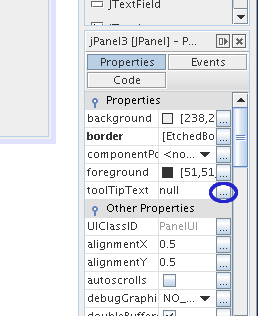 JTextField
jPanel3 [JPanel] - P...
Properties Events
Code
Properties
background [238,2 ...
border [EtchedBo ...
componentPo <no... ...
foreground [51,51, ...
toolTipText null ...
Other Properties
UIClassID PanelUI ...
alignmentX 0.5 ...
alignmentY 0.5 ...
autoscrolls ...
debugGraphi NO_... ...
doubleBuffere ...